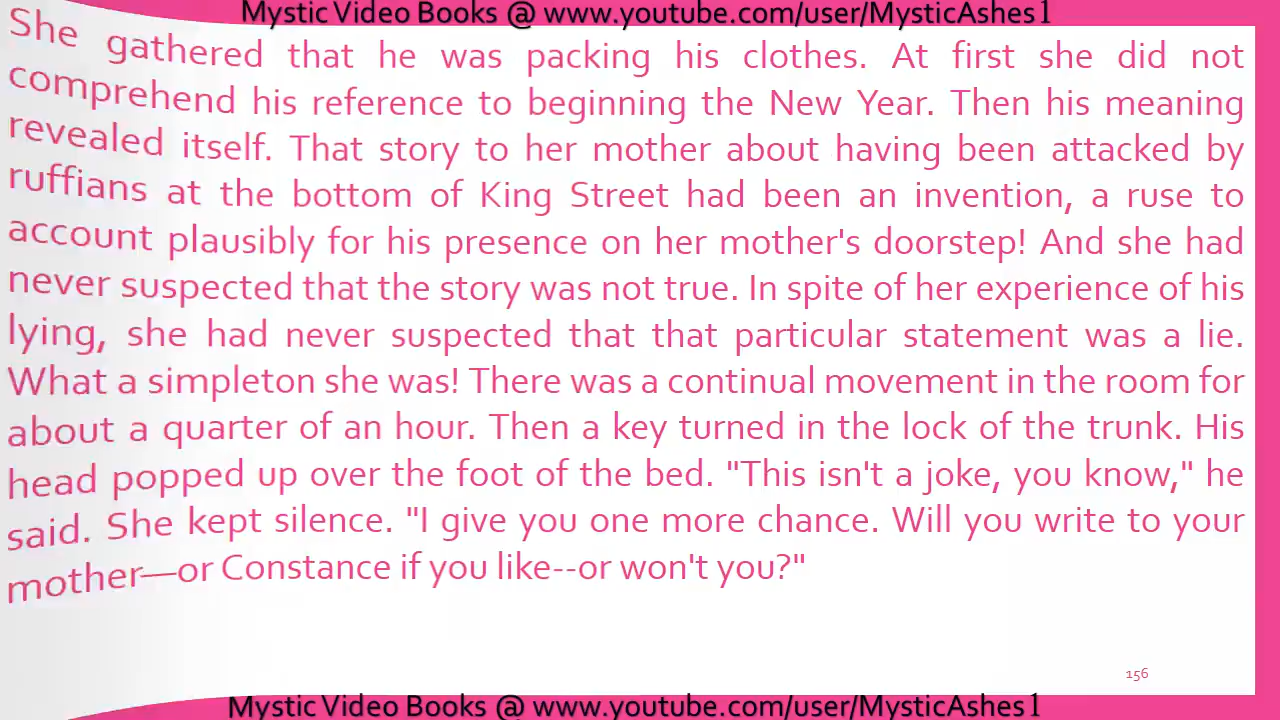 Mystic Video Books @ www.youtube.com/user/MysticAshes1
She gathered that he was packing his clothes. At first she did not
comprehend his reference to beginning the New Year. Then his meaning
revealed itself. That story to her mother about having been attacked by
ruffians at the bottom of King Street had been an invention, a ruse to
account plausibly for his presence on her mother's doorstep! And she had
never suspected that the story was not true. In spite of her experience of his
lying, she had never suspected that that particular statement was a lie.
What a simpleton she was! There was a continual movement in the room for
about a quarter of an hour. Then a key turned in the lock of the trunk. His
head popped up over the foot of the bed. "This isn't a joke, you know," he
said. She kept silence. "I give you one more chance. Will you write to your
mother—or Constance if you like--or won't you?"
156
Mystic Video Books @ www.youtube.com/user/MysticAshes1